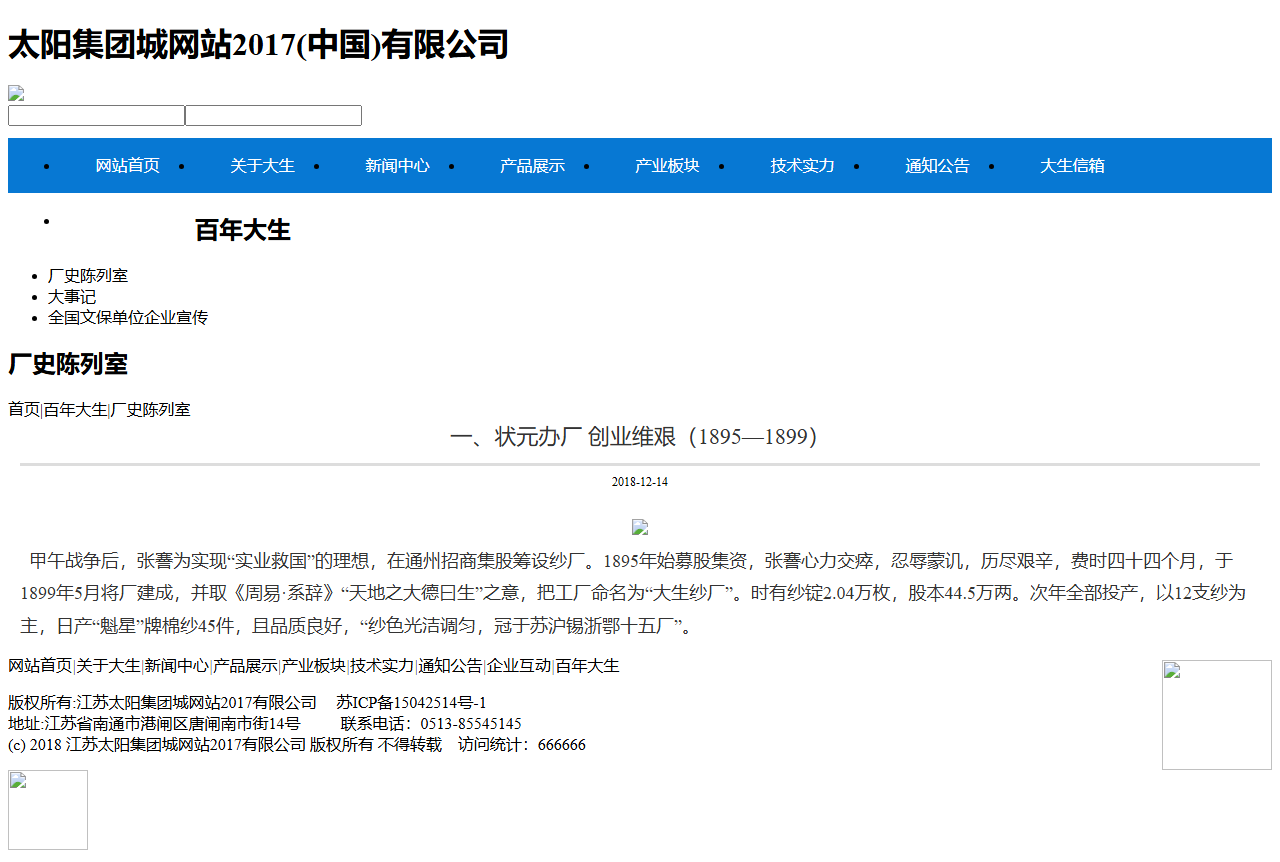 太阳集团城网站2017(中国)有限公司
网站首页 关于大生 新闻中心 产品展示 产业板块 技术实力 通知公告 大生信箱
百年大生
厂史陈列室
大事记
全国文保单位企业宣传
厂史陈列室
首页|百年大生|厂史陈列室
一、状元办厂 创业维艰（1895—1899）
2018-12-14
甲午战争后，张謇为实现“实业救国”的理想，在通州招商集股筹设纱厂。1895年始募股集资，张謇心力交瘁，忍辱蒙讥，历尽艰辛，费时四十四个月，于
1899年5月将厂建成，并取《周易·系辞》“天地之大德曰生”之意，把工厂命名为“大生纱厂”。时有纱锭2.04万枚，股本44.5万两。次年全部投产，以12支纱为
主，日产“魁星”牌棉纱45件，且品质良好，“纱色光洁调匀，冠于苏沪锡浙鄂十五厂”。
网站首页|关于大生|新闻中心|产品展示|产业板块|技术实力|通知公告|企业互动|百年大生
版权所有:江苏太阳集团城网站2017有限公司 苏ICP备15042514号-1
地址:江苏省南通市港闸区唐闸南市街14号 联系电话：0513-85545145
(c) 2018 江苏太阳集团城网站2017有限公司 版权所有 不得转载 访问统计：666666